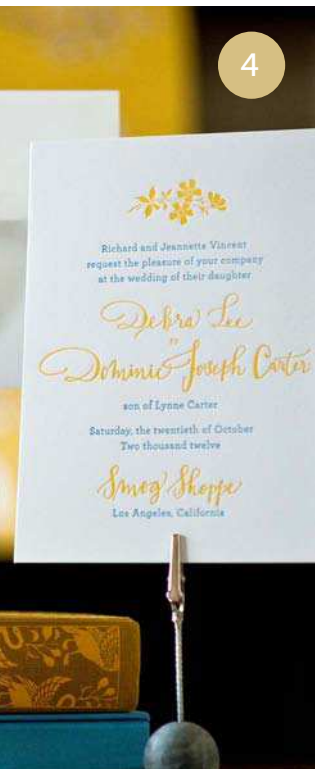 4
Richard and Jeannette Vincent
request the pleasure of your company
at the wedding of their daughter
Debra Lee
to
Dominic Joseph Carter
son of Lynne Carter
Saturday, the twentieth of October
Two thousand twelve
Smog Shoppe
Los Angeles, California